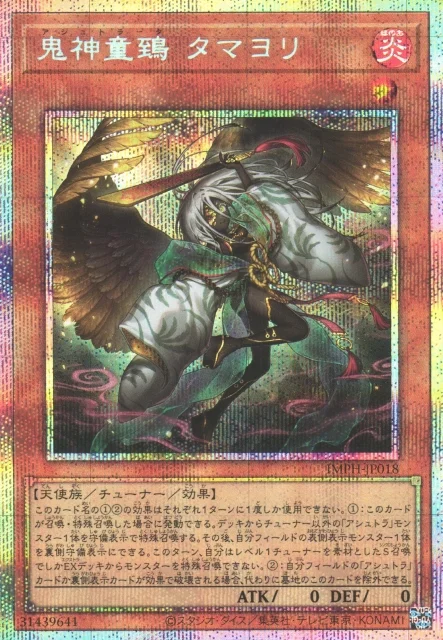 鬼神童鵄 タマヨリ
炎
IMPH-JP018
【天使族／チューナー／効果】
このカード名の①②の効果はそれぞれ1ターンに1度しか使用できない。①：このカード
が召喚・特殊召喚した場合に発動できる。デッキからチューナー以外の「アシュトラ」モン
スター1体を守備表示で特殊召喚する。その後、自分フィールドの表側表示モンスター1体
を裏側守備表示にできる。このターン、自分はレベル1チューナーを素材としたS召喚
でしかEXデッキからモンスターを特殊召喚できない。②：自分フィールドの「アシュトラ」
カードか裏側表示カードが効果で破壊される場合、代わりに墓地のこのカードを除外できる。
ATK/ 0 DEF/ 0
31439641 ©スタジオ・ダイス／集英社・テレビ東京・KONAMI